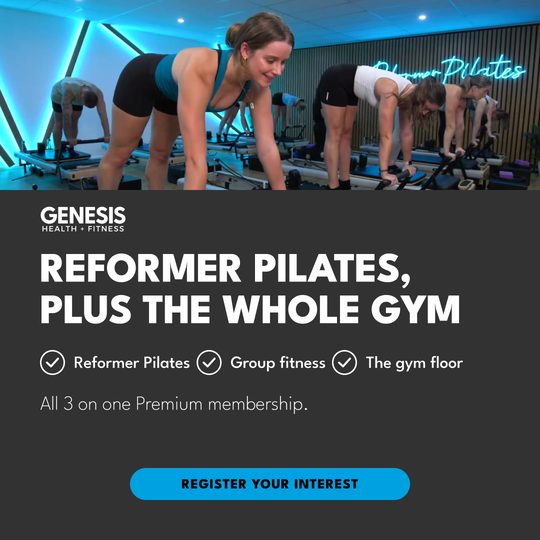 Reformer Pilates
GENESIS
HEALTH + FITNESS
REFORMER PILATES,
PLUS THE WHOLE GYM
Reformer Pilates Group fitness The gym floor
All 3 on one Premium membership.
REGISTER YOUR INTEREST